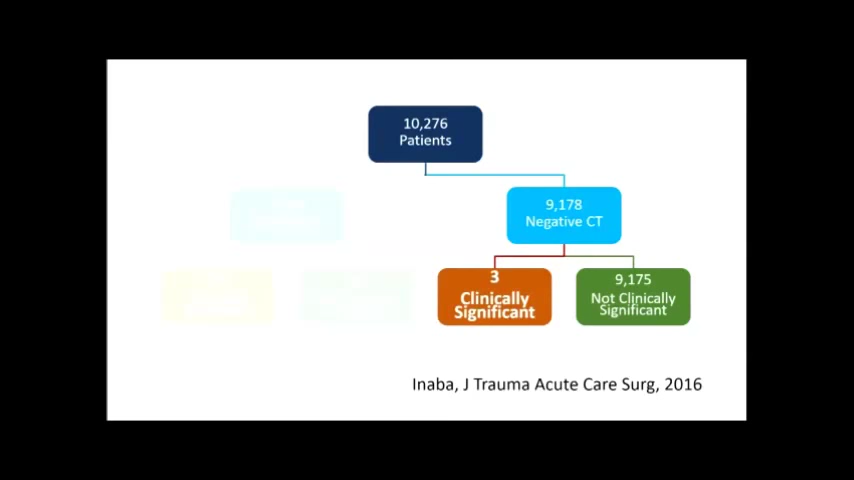 10,276
Patients
9,178
Negative CT
3
Clinically
Significant
9,175
Not Clinically
Significant
Inaba, J Trauma Acute Care Surg, 2016